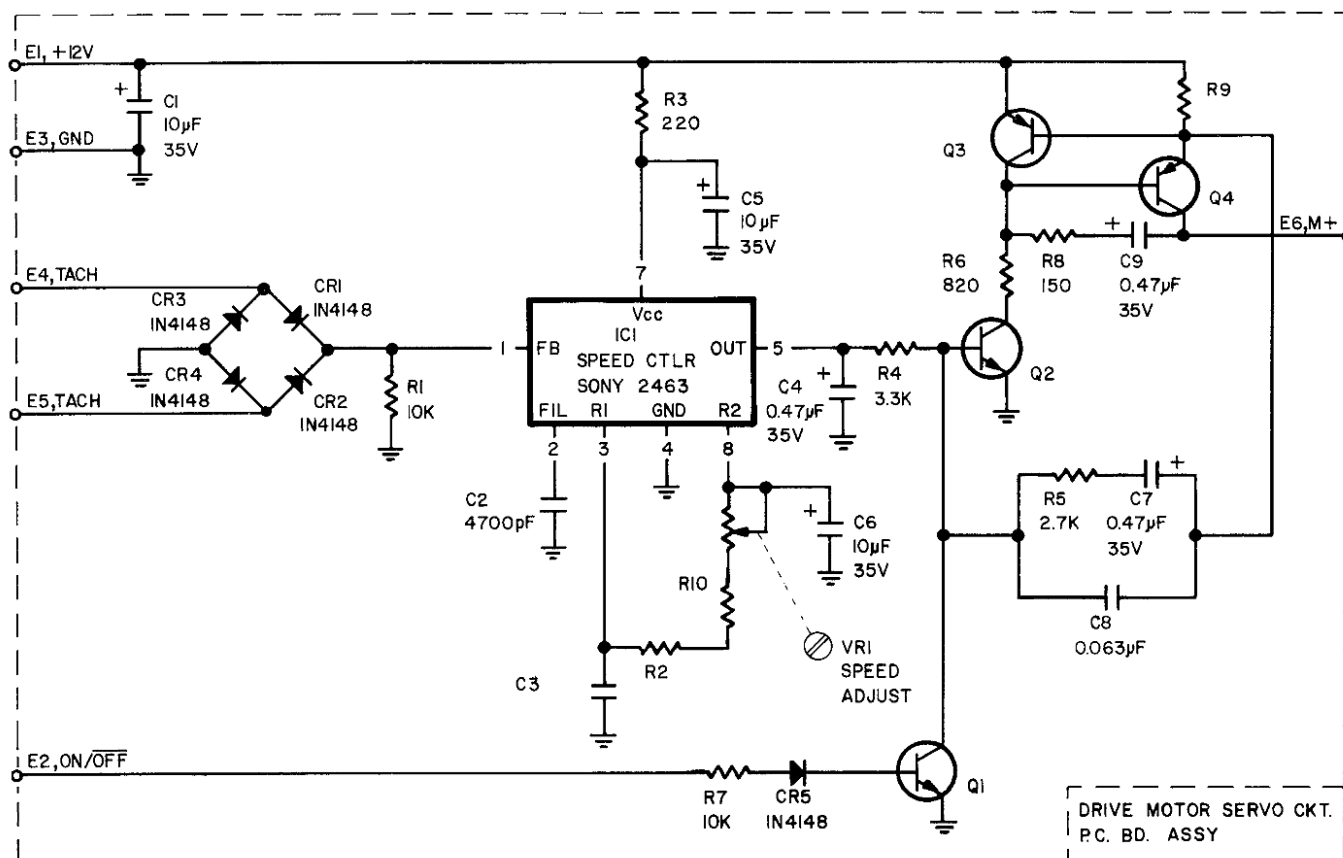 E1, +12V
+
C1
10µF
35V
E3, GND
R3
220
+
C5
10µF
35V
R9
Q3
Q4
E6, M+
R6
820
R8
150
+
C9
0.47µF
35V
E4, TACH
CR3
1N4148
CR1
1N4148
CR4
1N4148
CR2
1N4148
E5, TACH
R1
10K
7
Vcc
IC1
1
FB
SPEED CTLR
SONY 2463
OUT
5
FIL
R1
GND
R2
2
3
4
8
+
C4
0.47µF
35V
R4
3.3K
Q2
C2
4700pF
+
C6
10µF
35V
R10
R2
C3
VR1
SPEED
ADJUST
R5
2.7K
+
C7
0.47µF
35V
C8
0.063µF
E2, ON/OFF
R7
10K
CR5
1N4148
Q1
DRIVE MOTOR SERVO CKT.
P.C. BD. ASSY